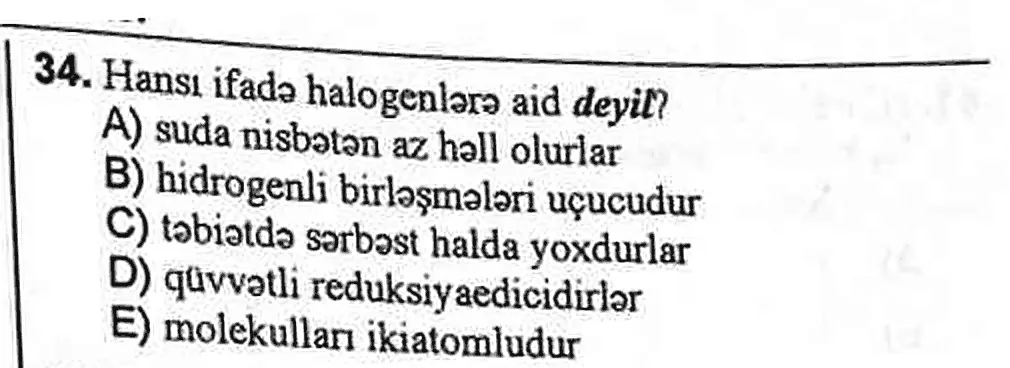 34. Hansı ifadə halogenlərə aid deyil?
A) suda nisbətən az həll olurlar
B) hidrogenli birləşmələri uçucudur
C) təbiətdə sərbəst halda yoxdurlar
D) qüvvətli reduksiyaedicidirlər
E) molekulları ikiatomludur